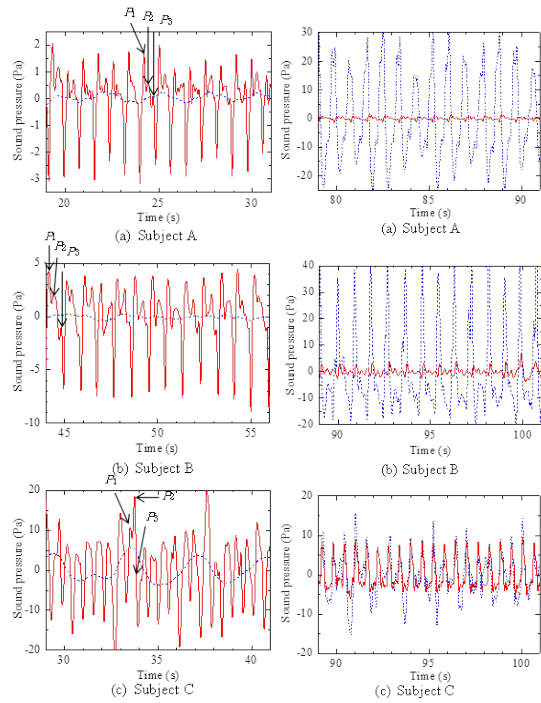 P1 P2 P3
2
1
0
-1
-2
-3
Sound pressure (Pa)
20 25 30
Time (s)
(a) Subject A
30
20
10
0
-10
-20
Sound pressure (Pa)
80 85 90
Time (s)
(a) Subject A
P1 P2 P3
5
0
-5
-10
Sound pressure (Pa)
45 50 55
Time (s)
(b) Subject B
40
30
20
10
0
-10
-20
Sound pressure (Pa)
90 95 100
Time (s)
(b) Subject B
P1
P2
P3
20
10
0
-10
-20
Sound pressure (Pa)
30 35 40
Time (s)
(c) Subject C
20
10
0
-10
-20
Sound pressure (Pa)
90 95 100
Time (s)
(c) Subject C